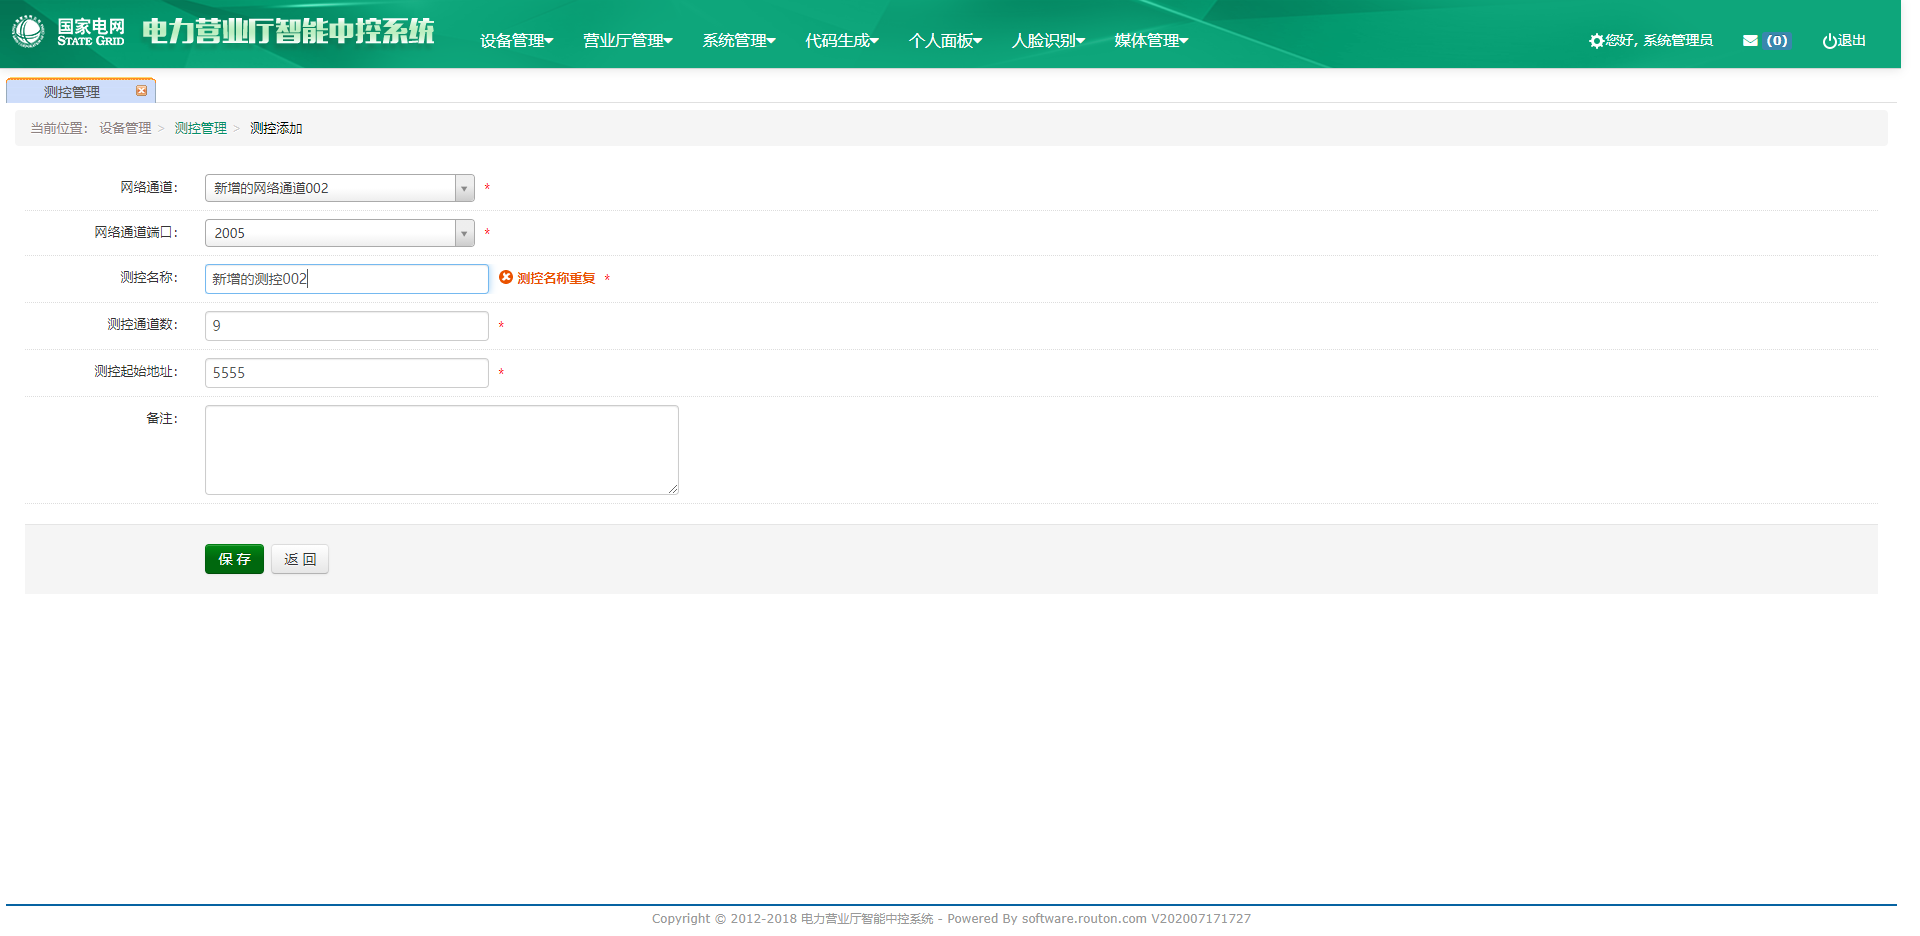 国家电网
STATE GRID
电力营业厅智能中控系统
设备管理 营业厅管理 系统管理 代码生成 个人面板 人脸识别 媒体管理
您好, 系统管理员 (0) 退出
测控管理
当前位置: 设备管理 > 测控管理 > 测控添加
网络通道: 新增的网络通道002 *
网络通道端口: 2005 *
测控名称: 新增的测控002 测控名称重复 *
测控通道数: 9 *
测控起始地址: 5555 *
备注:
保 存 返 回
Copyright © 2012-2018 电力营业厅智能中控系统 - Powered By software.routon.com V202007171727